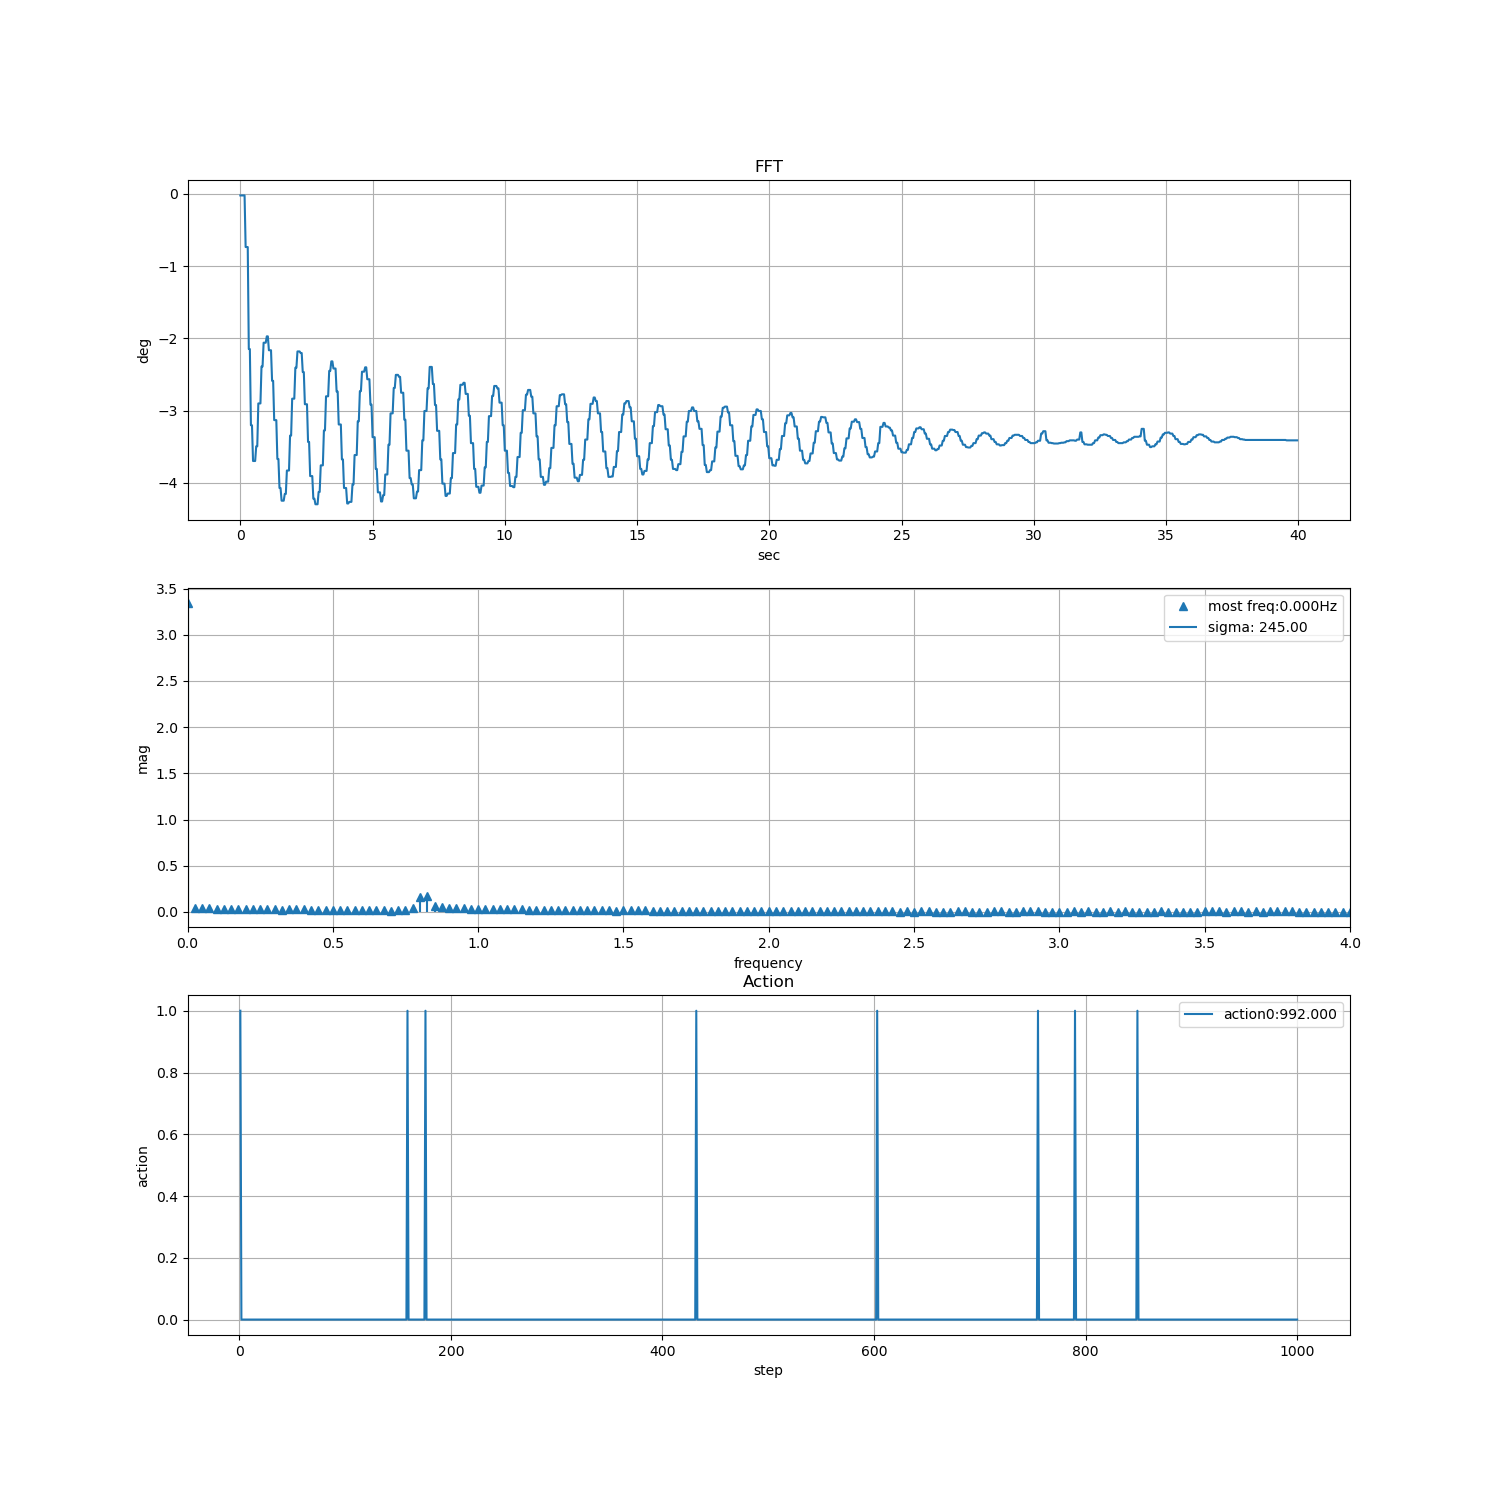 FFT
0
−1
−2
−3
−4
deg
0 5 10 15 20 25 30 35 40
sec
3.5
3.0
2.5
2.0
1.5
1.0
0.5
0.0
mag
most freq:0.000Hz
sigma: 245.00
0.0 0.5 1.0 1.5 2.0 2.5 3.0 3.5 4.0
frequency
Action
1.0
0.8
0.6
0.4
0.2
0.0
action
action0:992.000
0 200 400 600 800 1000
step